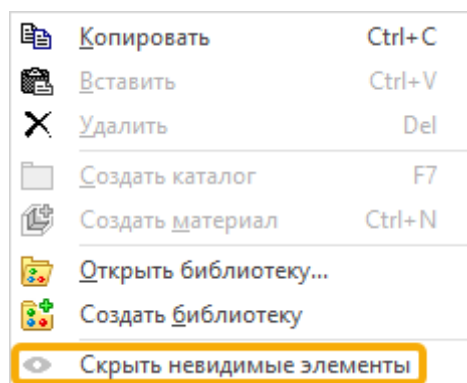 Копировать Ctrl+C
Вставить Ctrl+V
Удалить Del
Создать каталог F7
Создать материал Ctrl+N
Открыть библиотеку...
Создать библиотеку
Скрыть невидимые элементы